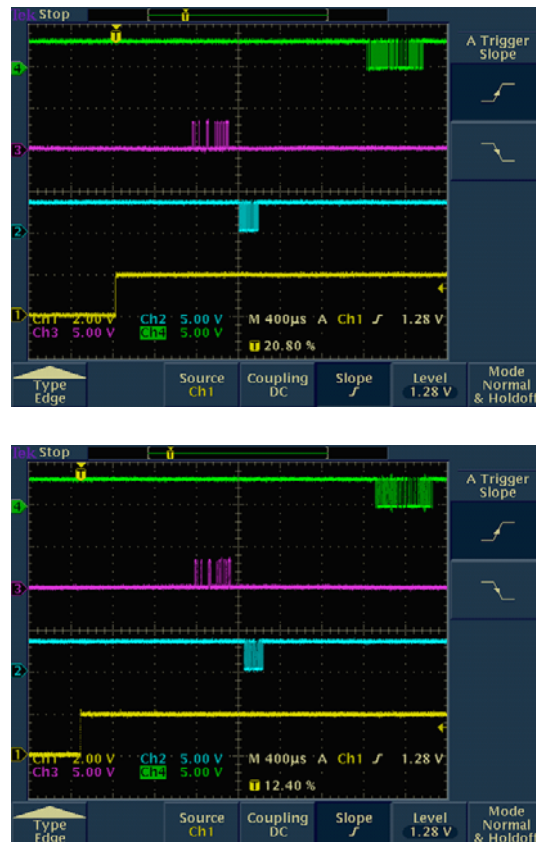 Tek Stop
T
T
A Trigger
Slope
4
3
2
1
Ch1 2.00 V Ch2 5.00 V M 400µs A Ch1 ʃ 1.28 V
Ch3 5.00 V Ch4 5.00 V
T 20.80 %
Type
Edge
Source
Ch1
Coupling
DC
Slope
ʃ
Level
1.28 V
Mode
Normal
& Holdoff
Tek Stop
T
T
A Trigger
Slope
4
3
2
1
Ch1 2.00 V Ch2 5.00 V M 400µs A Ch1 ʃ 1.28 V
Ch3 5.00 V Ch4 5.00 V
T 12.40 %
Type
Edge
Source
Ch1
Coupling
DC
Slope
ʃ
Level
1.28 V
Mode
Normal
& Holdoff